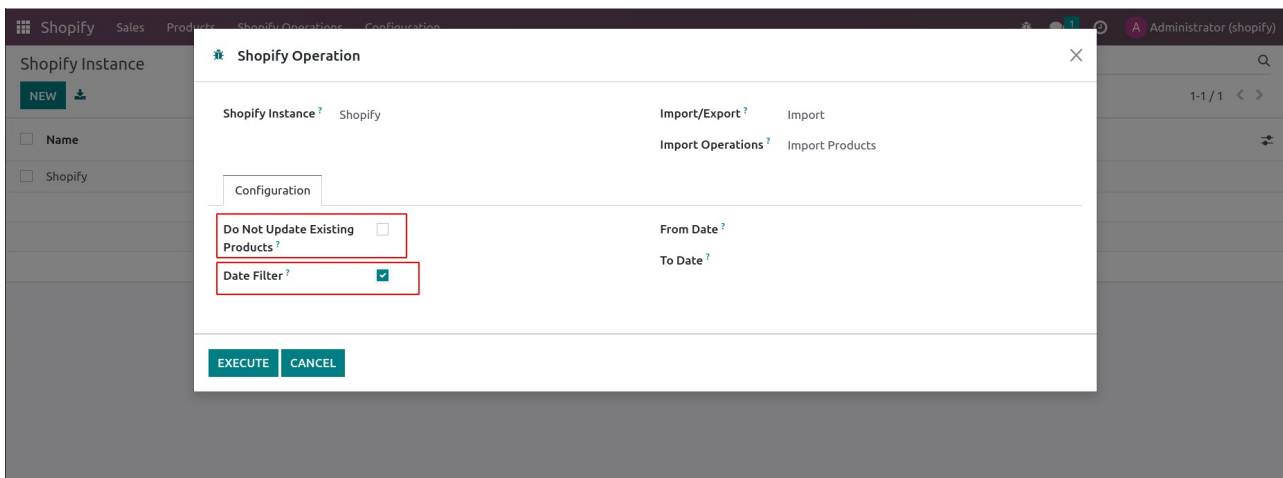 Shopify Sales Products Shopify Operations Configuration 1 A Administrator (shopify)
Shopify Instance
NEW
1-1 / 1
Name
Shopify
Shopify Operation
Shopify Instance ? Shopify
Import/Export ? Import
Import Operations ? Import Products
Configuration
Do Not Update Existing
Products ?
Date Filter ?
From Date ?
To Date ?
EXECUTE CANCEL